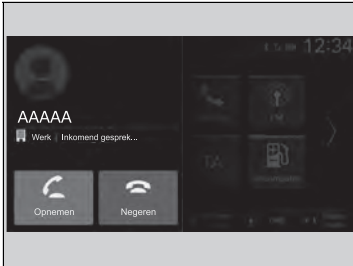 12:34
AAAAA
Werk Inkomend gesprek...
TA
Opnemen
Negeren